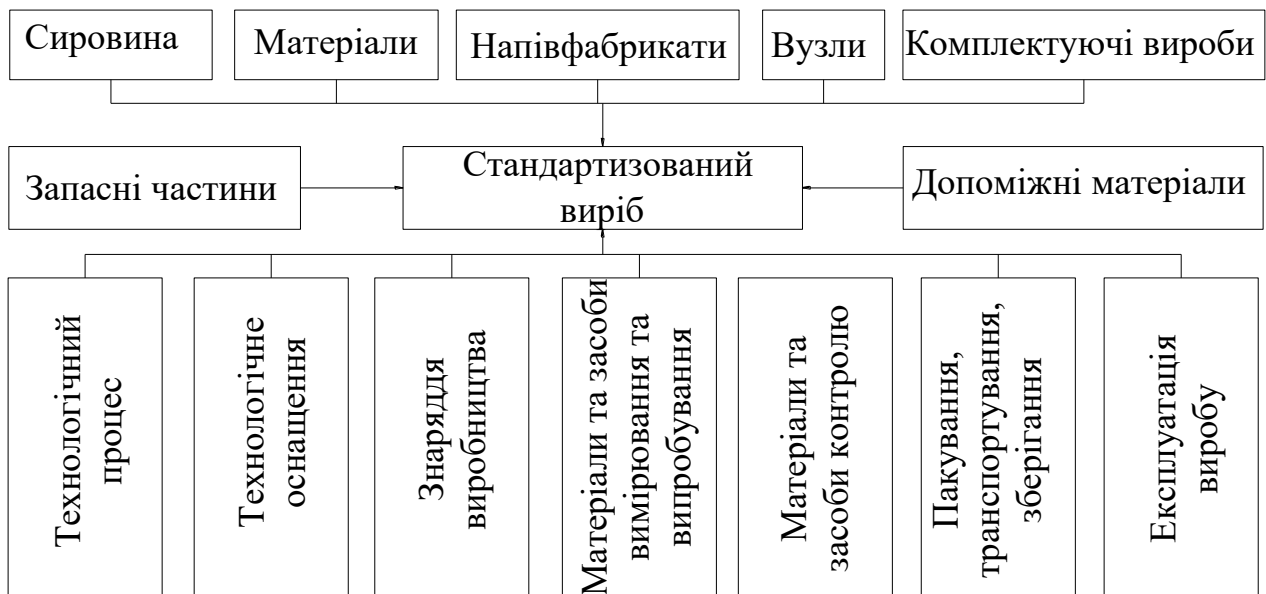 Сировина
Матеріали
Напівфабрикати
Вузли
Комплектуючі вироби
Запасні частини
Стандартизований
виріб
Допоміжні матеріали
Технологічний
процес
Технологічне
оснащення
Знаряддя
виробництва
Матеріали та засоби
вимірювання та
випробування
Матеріали та
засоби контролю
Пакування,
транспортування,
зберігання
Експлуатація
виробу